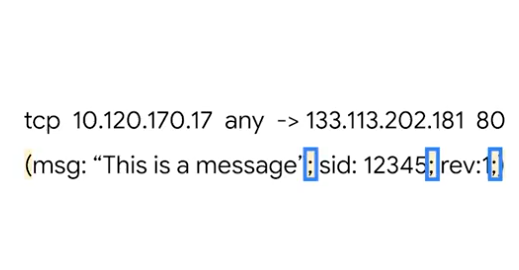 tcp 10.120.170.17 any -> 133.113.202.181 80
(msg: “This is a message”; sid: 12345; rev:1;)